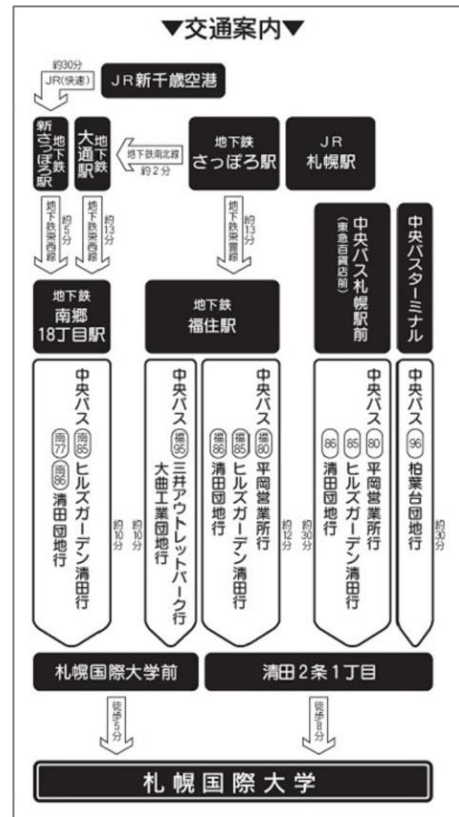 ▼交通案内▼
約30分
JR(快速)
JR新千歳空港
地下鉄
新さっぽろ駅
地下鉄
大通駅
地下鉄南北線
約2分
地下鉄
さっぽろ駅
JR
札幌駅
地下鉄東西線
約5分
地下鉄東西線
約13分
地下鉄東豊線
約13分
中央バス札幌駅前
(東急百貨店前)
中央バスターミナル
地下鉄
南郷
18丁目駅
地下鉄
福住駅
中央バス
南85 ヒルズガーデン清田行
南77 南86 清田団地行
約10分
中央バス
福95 三井アウトレットパーク行
大曲工業団地行
約10分
中央バス
福80 平岡営業所行
福85 ヒルズガーデン清田行
福86 清田団地行
約12分
中央バス
80 平岡営業所行
85 ヒルズガーデン清田行
86 清田団地行
約30分
中央バス
96 柏葉台団地行
約30分
札幌国際大学前
清田2条1丁目
徒歩5分
徒歩8分
札幌国際大学